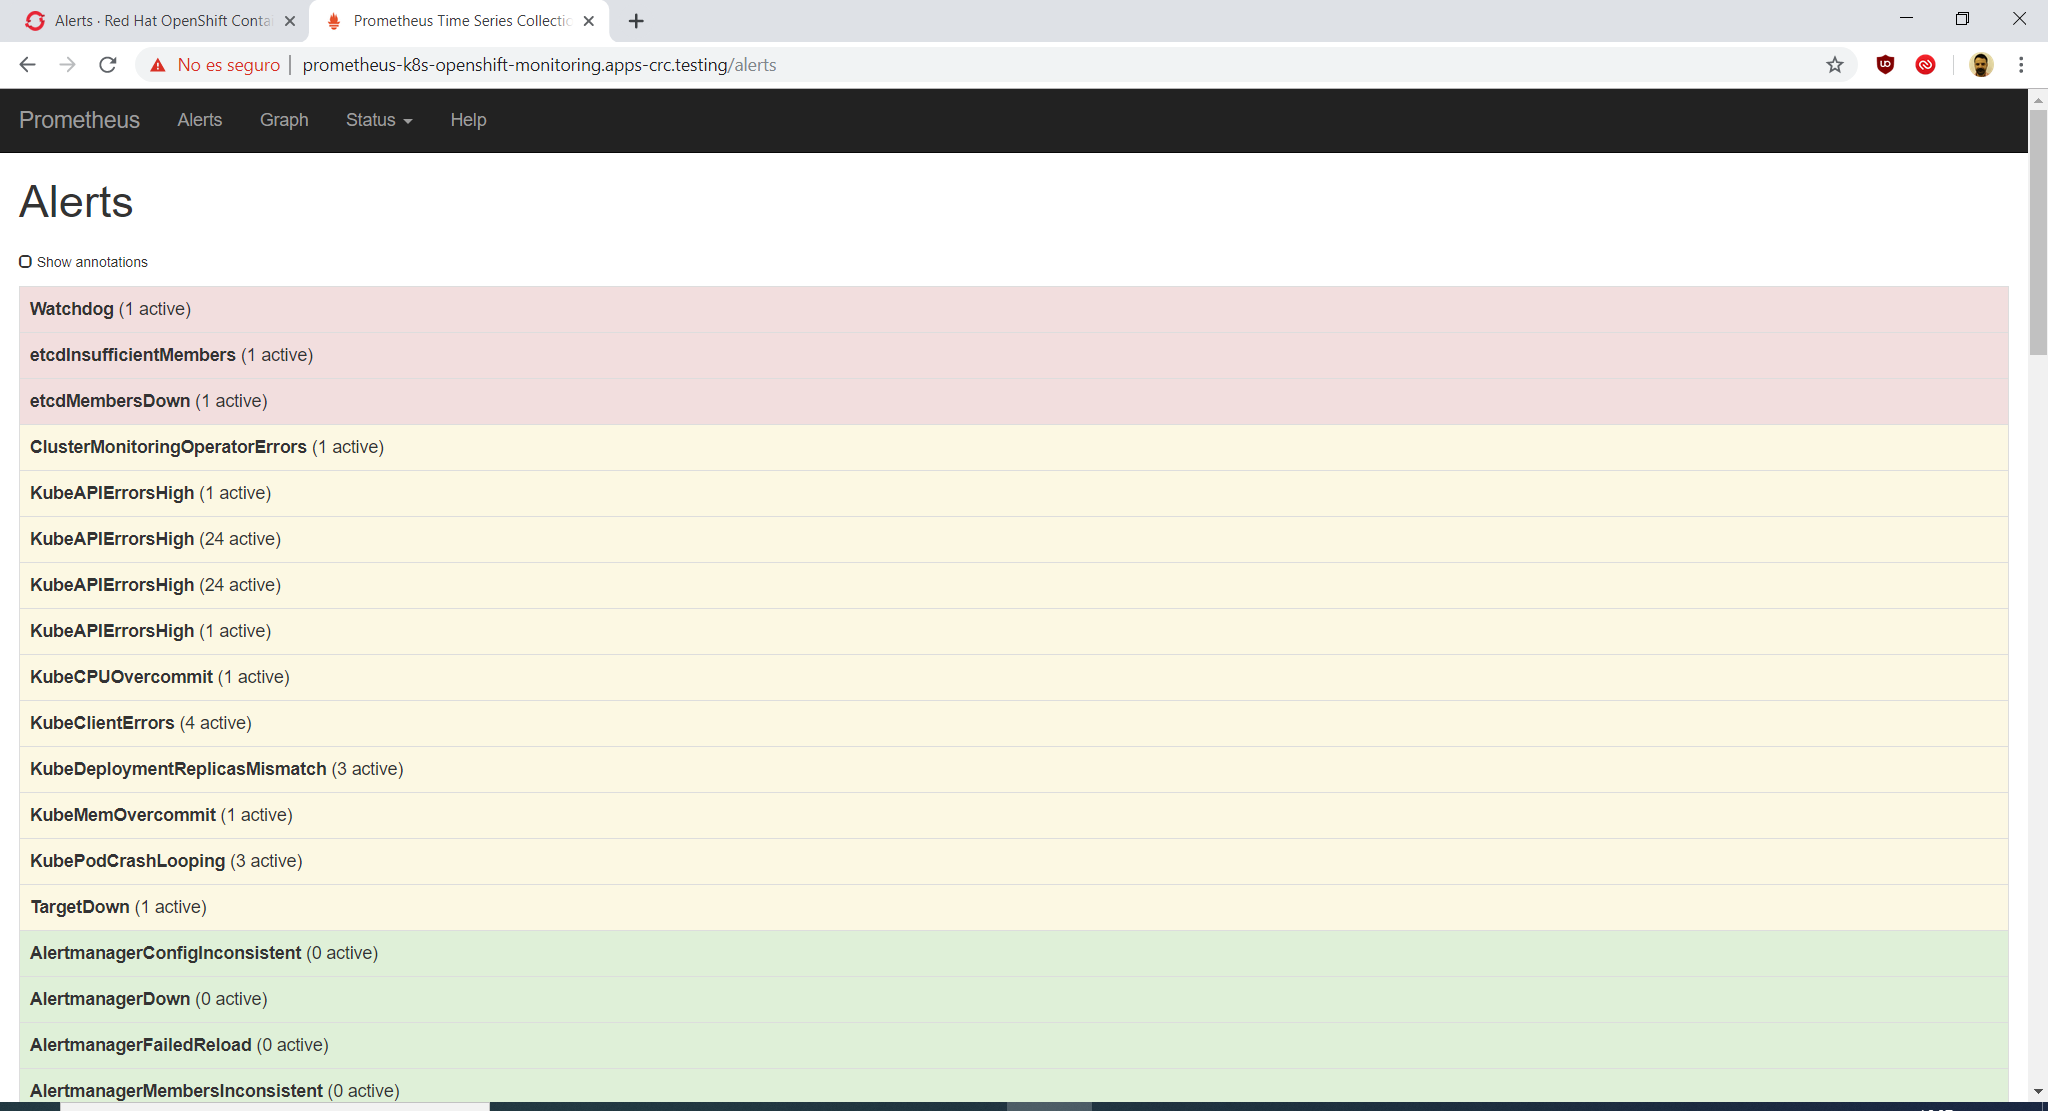 Alerts · Red Hat OpenShift Contai
Prometheus Time Series Collectio
No es seguro | prometheus-k8s-openshift-monitoring.apps-crc.testing/alerts
Prometheus Alerts Graph Status Help
Alerts
Show annotations
Watchdog (1 active)
etcdInsufficientMembers (1 active)
etcdMembersDown (1 active)
ClusterMonitoringOperatorErrors (1 active)
KubeAPIErrorsHigh (1 active)
KubeAPIErrorsHigh (24 active)
KubeAPIErrorsHigh (24 active)
KubeAPIErrorsHigh (1 active)
KubeCPUOvercommit (1 active)
KubeClientErrors (4 active)
KubeDeploymentReplicasMismatch (3 active)
KubeMemOvercommit (1 active)
KubePodCrashLooping (3 active)
TargetDown (1 active)
AlertmanagerConfigInconsistent (0 active)
AlertmanagerDown (0 active)
AlertmanagerFailedReload (0 active)
AlertmanagerMembersInconsistent (0 active)